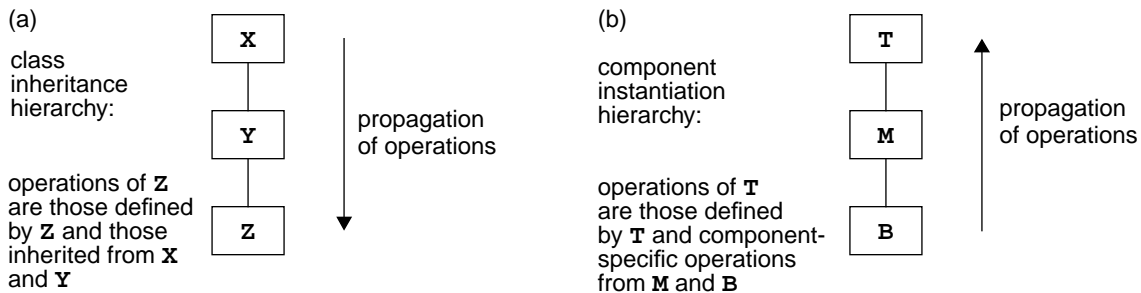 (a)
class
inheritance
hierarchy:
X
Y
Z
propagation
of operations
operations of Z
are those defined
by Z and those
inherited from X
and Y
(b)
component
instantiation
hierarchy:
T
M
B
propagation
of operations
operations of T
are those defined
by T and component-
specific operations
from M and B